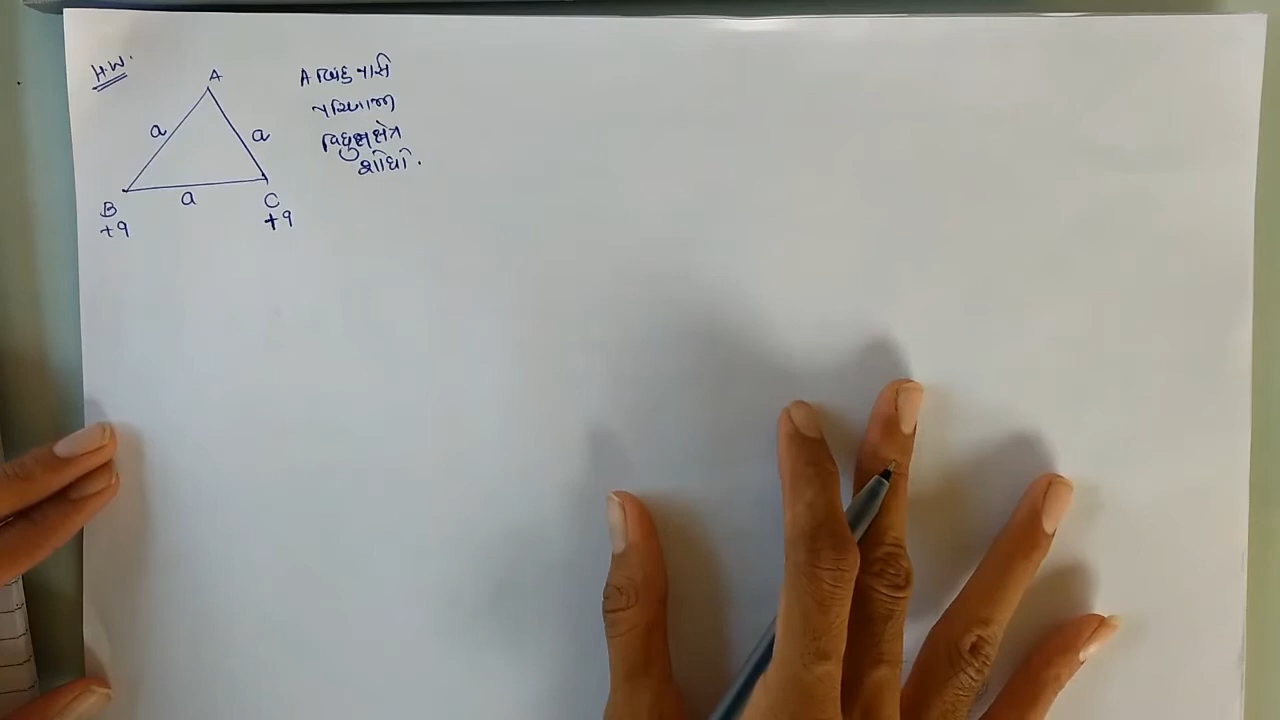 H.W.
A
a
a
a
B
C
+q
+q
A બિંદુ પાસે
પરિણામી
વિદ્યુતક્ષેત્ર
શોધો.